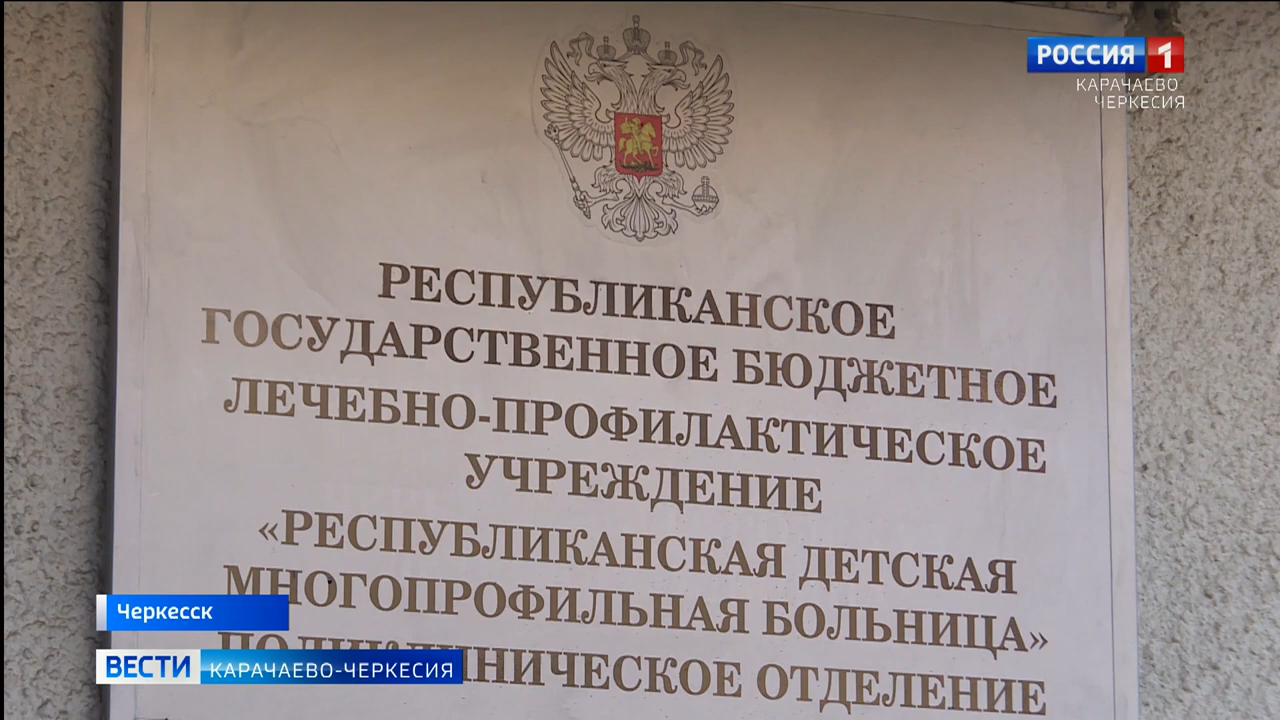 РОССИЯ 1
КАРАЧАЕВО
ЧЕРКЕСИЯ
РЕСПУБЛИКАНСКОЕ
ГОСУДАРСТВЕННОЕ БЮДЖЕТНОЕ
ЛЕЧЕБНО-ПРОФИЛАКТИЧЕСКОЕ
УЧРЕЖДЕНИЕ
«РЕСПУБЛИКАНСКАЯ ДЕТСКАЯ
МНОГОПРОФИЛЬНАЯ БОЛЬНИЦА»
ПОЛИКЛИНИЧЕСКОЕ ОТДЕЛЕНИЕ
Черкесск
ВЕСТИ КАРАЧАЕВО-ЧЕРКЕСИЯ